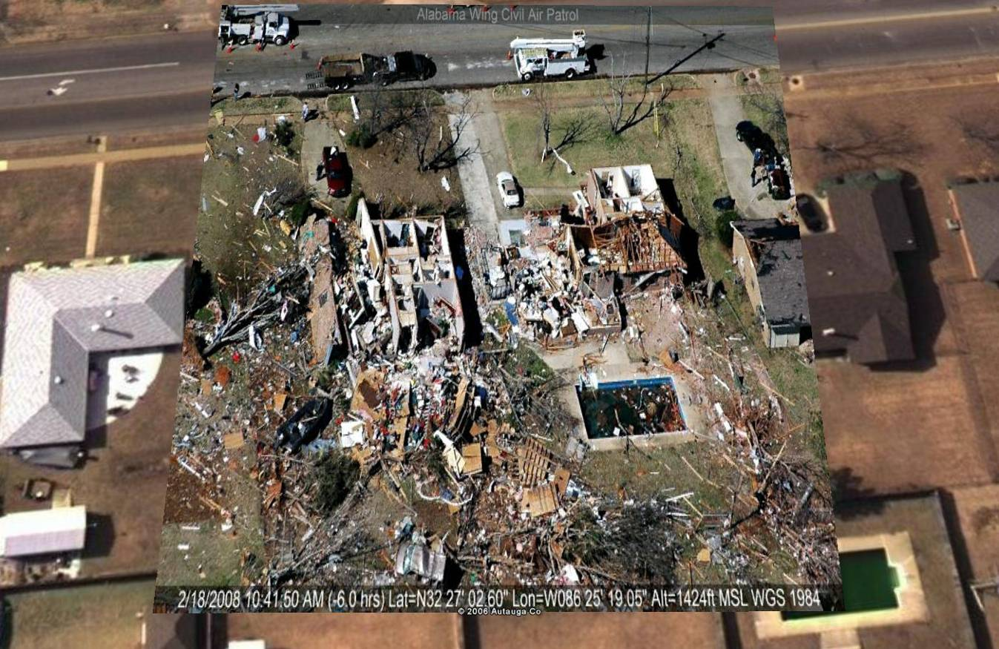 Alabama Wing Civil Air Patrol
2/18/2008 10:41:50 AM (-6.0 hrs) Lat=N32 27' 02.60" Lon=W086 25' 19.05" Alt=1424ft MSL WGS 1984
© 2006 Autauga Co